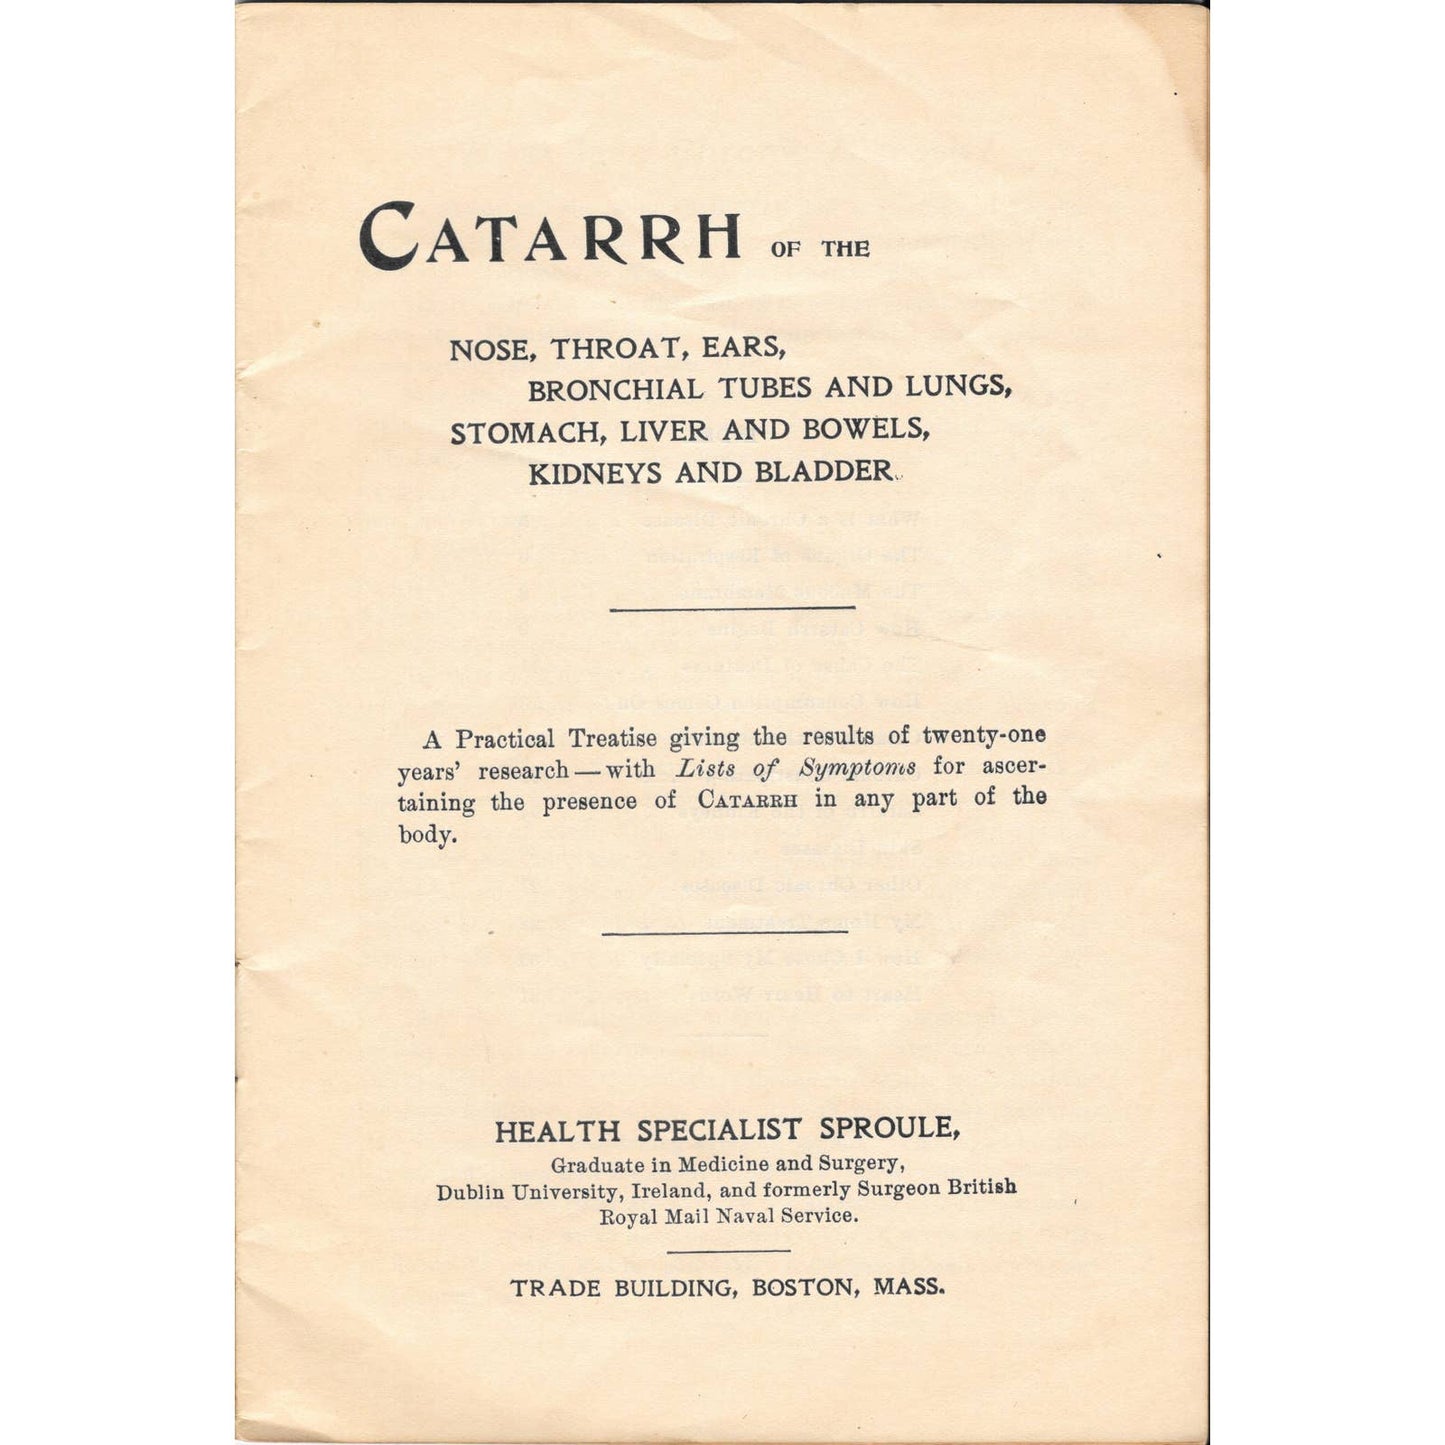 CATARRH OF THE
NOSE, THROAT, EARS,
BRONCHIAL TUBES AND LUNGS,
STOMACH, LIVER AND BOWELS,
KIDNEYS AND BLADDER.
A Practical Treatise giving the results of twenty-one
years' research—with Lists of Symptoms for ascer-
taining the presence of CATARRH in any part of the
body.
HEALTH SPECIALIST SPROULE,
Graduate in Medicine and Surgery,
Dublin University, Ireland, and formerly Surgeon British
Royal Mail Naval Service.
TRADE BUILDING, BOSTON, MASS.